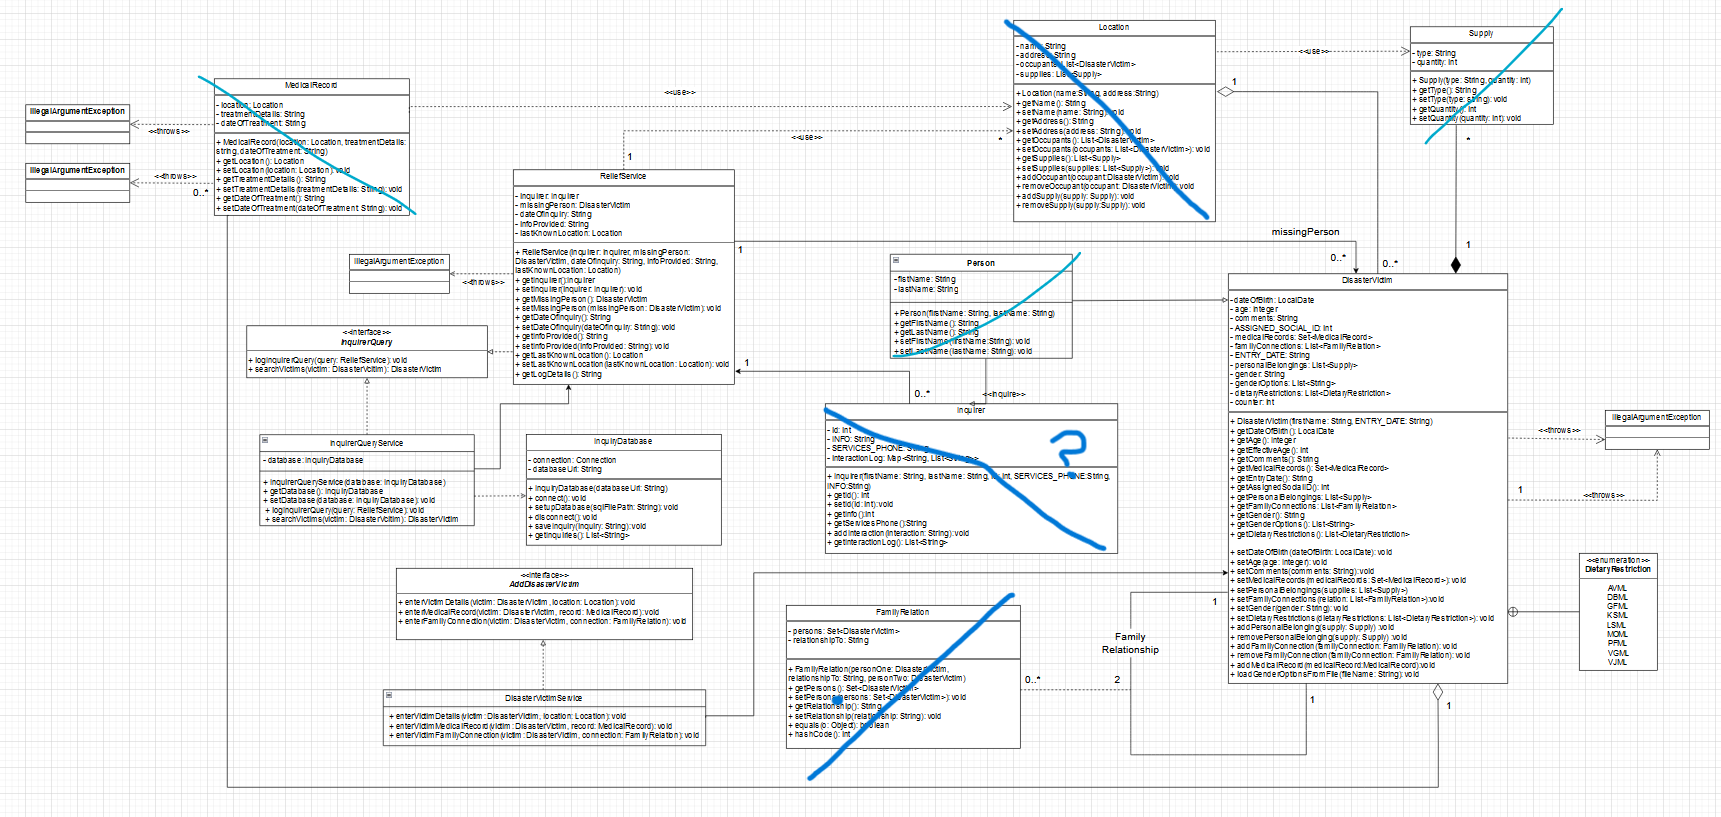 Location
- name: String
- address: String
- occupants: List<DisasterVictim>
- supplies: List<Supply>
+ Location(name:String, address:String)
+ getName(): String
+ setName(name: String): void
+ getAddress(): String
+ setAddress(address: String): void
+ getOccupants(): List<DisasterVictim>
+ setOccupants(occupants: List<DisasterVictim>): void
+ getSupplies(): List<Supply>
+ setSupplies(supplies: List<Supply>): void
+ addOccupant(occupant:DisasterVictim): void
+ removeOccupant(occupant: DisasterVictim): void
+ addSupply(supply: Supply): void
+ removeSupply(supply:Supply): void
<<use>>
Supply
- type: String
- quantity: Int
+ Supply(type: String, quantity: Int)
+ getType(): String
+ setType(type: string): void
+ getQuantity(): Int
+ setQuantity(quantity: Int): void
*
1
1
0..*
MedicalRecord
- location: Location
- treatmentDetails: String
- dateOfTreatment: String
+ MedicalRecord(location: Location, treatmentDetails:
string, dateOfTreatment: String)
+ getLocation(): Location
+ setLocation(location: Location): void
+ getTreatmentDetails(): String
+ setTreatmentDetails(treatmentDetails: String): void
+ getDateOfTreatment(): String
+ setDateOfTreatment(dateOfTreatment: String): void
IllegalArgumentException
<<throws>>
IllegalArgumentException
<<throws>>
0..*
<<use>>
<<use>>
*
1
ReliefService
- inquirer: Inquirer
- missingPerson: DisasterVictim
- dateOfInquiry: String
- infoProvided: String
- lastKnownLocation: Location
+ ReliefService(inquirer: Inquirer, missingPerson:
DisasterVictim, dateOfInquiry: String, infoProvided: String,
lastKnownLocation: Location)
+ getInquirer():Inquirer
+ setInquirer(inquirer: Inquirer): void
+ getMissingPerson(): DisasterVictim
+ setMissingPerson(missingPerson: DisasterVictim): void
+ getDateOfInquiry(): String
+ setDateOfInquiry(dateOfInquiry: String): void
+ getInfoProvided(): String
+ setInfoProvided(infoProvided: String): void
+ getLastKnownLocation(): Location
+ setLastKnownLocation(lastKnownLocation: Location): void
+ getLogDetails(): String
1
missingPerson
0..*
IllegalArgumentException
<<throws>>
<<interface>>
InquirerQuery
+ logInquirerQuery(query: ReliefService): void
+ searchVictims(victim: DisasterVcitim): DisasterVictim
Person
- fistName: String
- lastName: String
+ Person(firstName: String, lastName: String)
+ getFirstName(): String
+ getLastName(): String
+ setFirstName(firstName:String): void
+ setLastName(lastName: String): void
1
0..*
<<inquire>>
Inquirer
- id: Int
- INFO: String
- SERVICES_PHONE: String
- interactionLog: Map<String, List<String>>
+ Inquirer(firstName: String, lastName: String, id: Int, SERVICES_PHONE:String,
INFO:String)
+ getId(): Int
+ setId(id: Int):void
+ getInfo():Int
+ getServicesPhone():String
+ addInteraction(interaction: String):void
+ getInteractionLog(): List<String>
?
InquirerQueryService
- database: InquiryDatabase
+ InquirerQueryService(database: InquiryDatabase)
+ getDatabase(): InquiryDatabase
+ setDatabase(database: InquiryDatabase): void
+ logInquirerQuery(query: ReliefService): void
+ searchVictims(victim: DisasterVcitim): DisasterVictim
InquiryDatabase
- connection: Connection
- databaseUrl: String
+ InquiryDatabase(databaseUrl: String)
+ connect(): void
+ setupDatabase(sqlFilePath: String): void
+ disconnect(): void
+ saveInquiry(inquiry: String): void
+ getInquiries(): List<String>
DisasterVictim
- dateOfBirth: LocalDate
- age: Integer
- comments: String
- ASSIGNED_SOCIAL_ID: Int
- medicalRecords: Set<MedicalRecord>
- familyConnections: List<FamilyRelation>
- ENTRY_DATE: String
- personalBelongings: List<Supply>
- gender: String
- genderOptions: List<String>
- dietaryRestrictions: List<DietaryRestriction>
- counter: Int
+ DisasterVictim(firstName: String, ENTRY_DATE: String)
+ getDateOfBirth(): LocalDate
+ getAge(): Integer
+ getEffectiveAge(): Int
+ getComments(): String
+ getMedicalRecords(): Set<MedicalRecord>
+ getEntryDate(): String
+ getAssignedSocialID(): Int
+ getPersonalBelongings: List<Supply>
+ getFamilyConnections: List<FamilyRelation>
+ getGender(): String
+ getGenderOptions(): List<String>
+ getDietaryRestrictions(): List<DietaryRestriction>
+ setDateOfBirth(dateOfBirth: LocalDate): void
+ setAge(age: Integer): void
+ setComments(comments: String): void
+ setMedicalRecords(medicalRecords: Set<MedicalRecord>): void
+ setPersonalBelongings(supplies: List<Supply>)
+ setFamilyConnections(relation: List<FamilyRelation>):void
+ setGender(gender: String): void
+ setDietaryRestrictions(dietaryRestrictions: List<DietaryRestriction>): void
+ addPersonalBelonging(supply: Supply): void
+ removePersonalBelonging(supply: Supply): void
+ addFamilyConnection(familyConnection: FamilyRelation): void
+ removeFamilyConnection(familyConnection: FamilyRelation): void
+ addMedicalRecord(medicalRecord:MedicalRecord):void
+ loadGenderOptionsFromFile(fileName: String):void
IllegalArgumentException
<<throws>>
1
<<throws>>
<<enumeration>>
DietaryRestriction
AVML
DBML
GFML
KSML
LSML
MOML
PFML
VGML
VJML
<<interface>>
AddDisasterVictim
+ enterVictimDetails(victim: DisasterVictim, location: Location): void
+ enterMedicalRecord(victim: DisasterVictim, record: MedicalRecord): void
+ enterFamilyConnection(victim: DisasterVictim, connection: FamilyRelation): void
DisasterVictimService
+ enterVictimDetails(victim: DisasterVictim, location: Location): void
+ enterVictimMedicalRecord(victim: DisasterVictim, record: MedicalRecord): void
+ enterVictimFamilyConnection(victim: DisasterVictim, connection: FamilyRelation): void
FamilyRelation
- persons: Set<DisasterVictim>
- relationshipTo: String
+ FamilyRelation(personOne: DisasterVictim,
relationshipTo: String, personTwo: DisasterVictim)
+ getPersons(): Set<DisasterVictim>
+ setPersons(persons: Set<DisasterVictim>): void
+ getRelationship(): String
+ setRelationship(relationship: String): void
+ equals(o: Object): boolean
+ hashCode(): Int
0..*
Family
Relationship
1
2
1
1